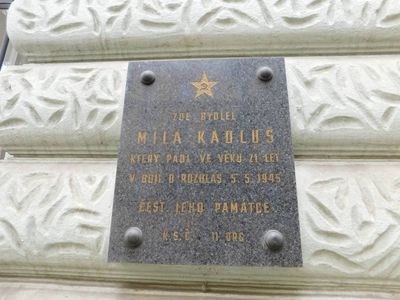 ZDE BYDLEL
MÍLA KADLUS
KTERÝ PADL VE VĚKU 21 LET
V BOJI O ROZHLAS 5. 5. 1945
ČEST JEHO PAMÁTCE
K. S. Č. 11 ORG.